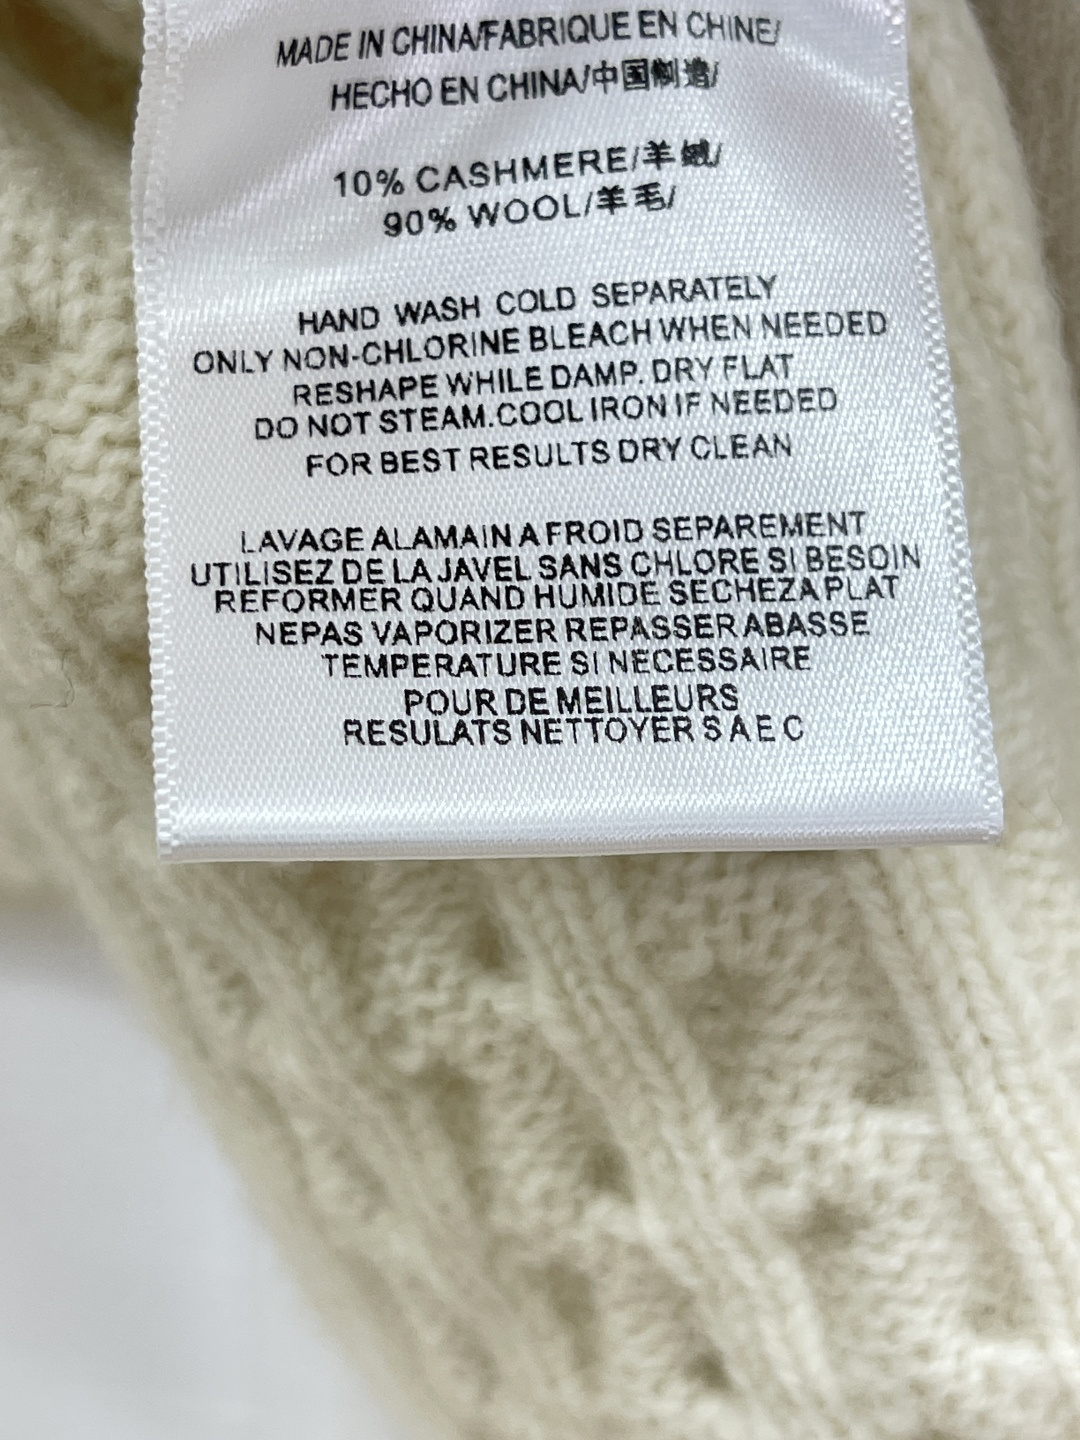 MADE IN CHINA/FABRIQUE EN CHINE/
HECHO EN CHINA/中国制造/
10% CASHMERE/羊绒/
90% WOOL/羊毛/
HAND WASH COLD SEPARATELY
ONLY NON-CHLORINE BLEACH WHEN NEEDED
RESHAPE WHILE DAMP. DRY FLAT
DO NOT STEAM.COOL IRON IF NEEDED
FOR BEST RESULTS DRY CLEAN
LAVAGE ALAMAIN A FROID SEPAREMENT
UTILISEZ DE LA JAVEL SANS CHLORE SI BESOIN
REFORMER QUAND HUMIDE SECHEZA PLAT
NEPAS VAPORIZER REPASSER ABASSE
TEMPERATURE SI NECESSAIRE
POUR DE MEILLEURS
RESULATS NETTOYER S A E C